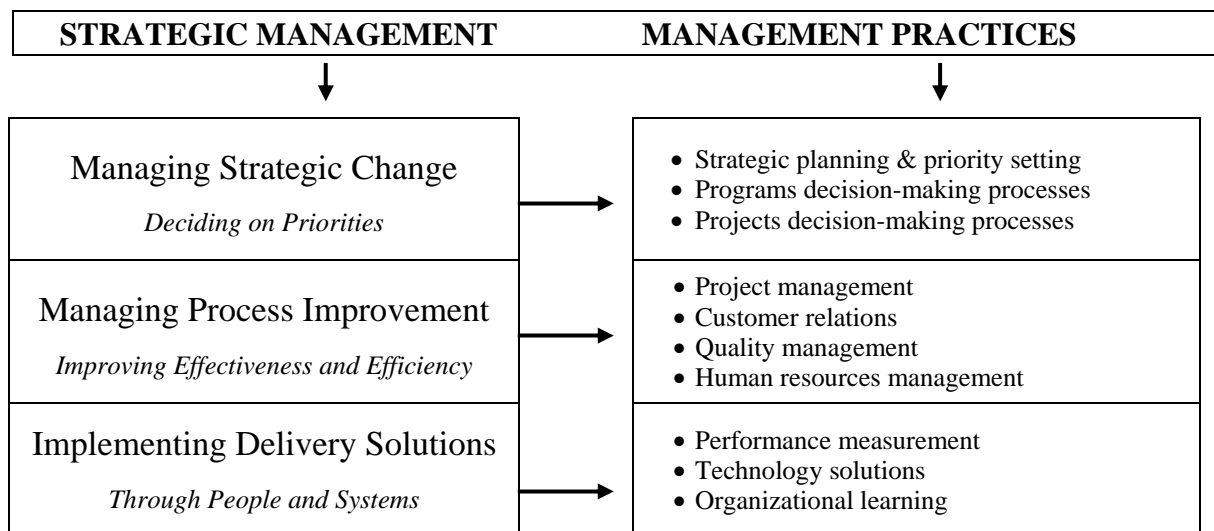 STRATEGIC MANAGEMENT MANAGEMENT PRACTICES
Managing Strategic Change
Deciding on Priorities
• Strategic planning & priority setting
• Programs decision-making processes
• Projects decision-making processes
Managing Process Improvement
Improving Effectiveness and Efficiency
• Project management
• Customer relations
• Quality management
• Human resources management
Implementing Delivery Solutions
Through People and Systems
• Performance measurement
• Technology solutions
• Organizational learning